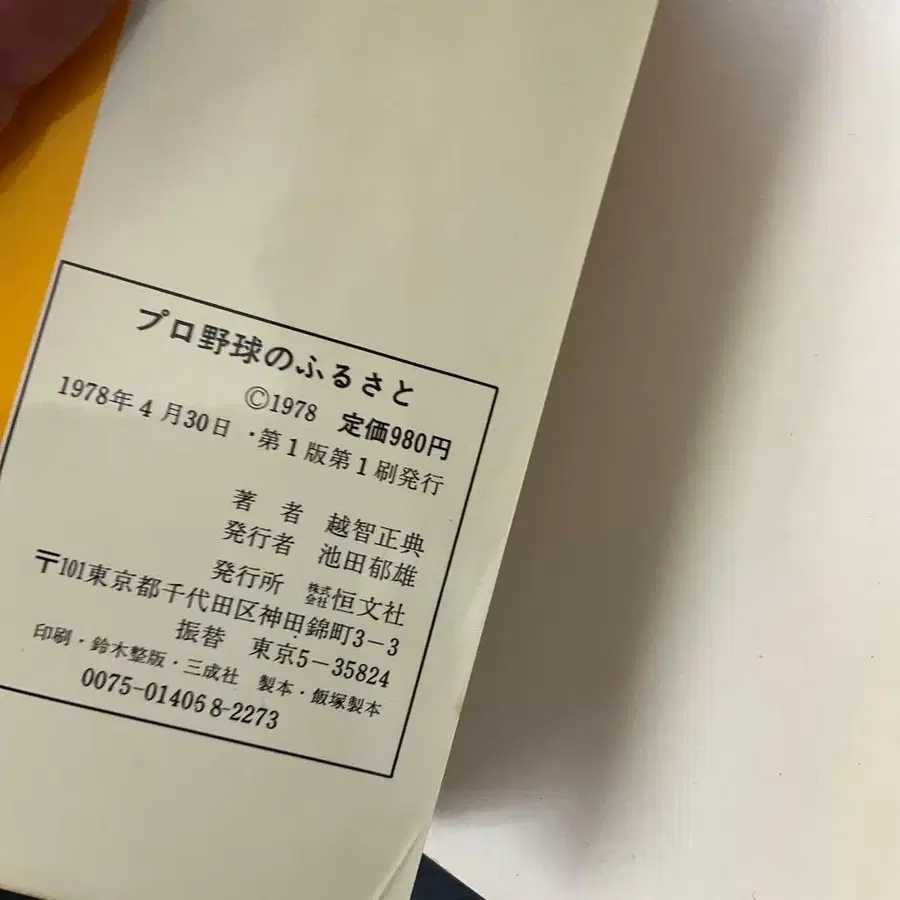 プロ野球のふるさと
©1978 定価980円
1978年4月30日・第1版第1刷発行
著者 越智正典
発行者 池田郁雄
発行所 株式会社恒文社
〒101東京都千代田区神田錦町3−3
振替 東京5−35824
印刷・鈴木整版・三成社 製本・飯塚製本
0075-014068-2273